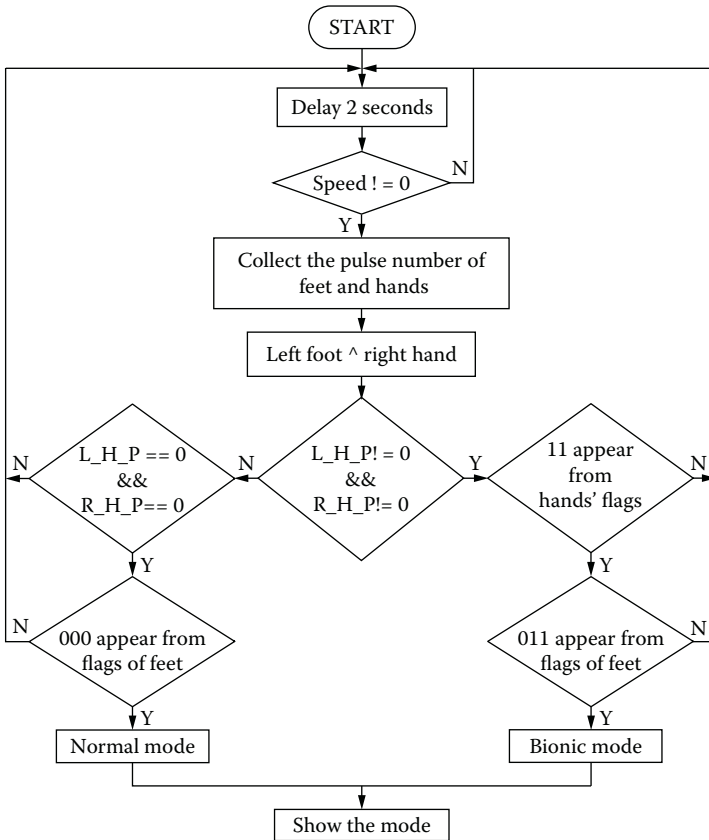 START
Delay 2 seconds
Speed ! = 0
N
Y
Collect the pulse number of
feet and hands
Left foot ^ right hand
L_H_P! = 0
&&
R_H_P!= 0
N
Y
L_H_P == 0
&&
R_H_P== 0
N
Y
11 appear
from
hands' flags
N
Y
000 appear from
flags of feet
N
Y
011 appear from
flags of feet
N
Y
Normal mode
Bionic mode
Show the mode